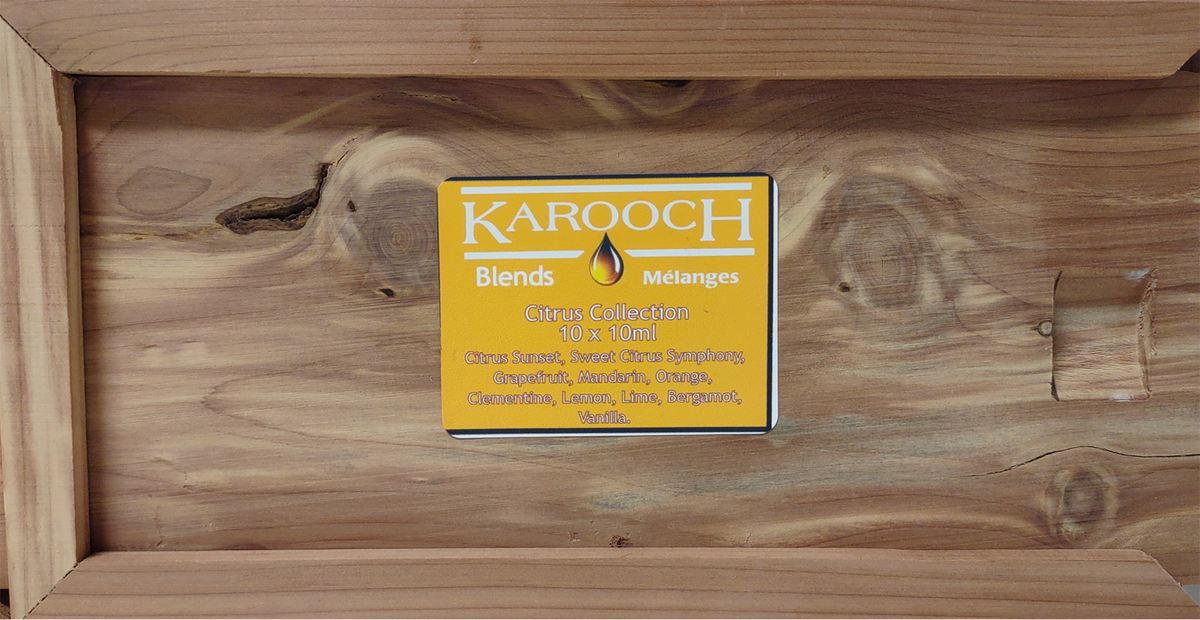 KAROOCH
Blends Mélanges
Citrus Collection
10 x 10ml
Citrus Sunset, Sweet Citrus Symphony,
Grapefruit, Mandarin, Orange,
Clementine, Lemon, Lime, Bergamot,
Vanilla.